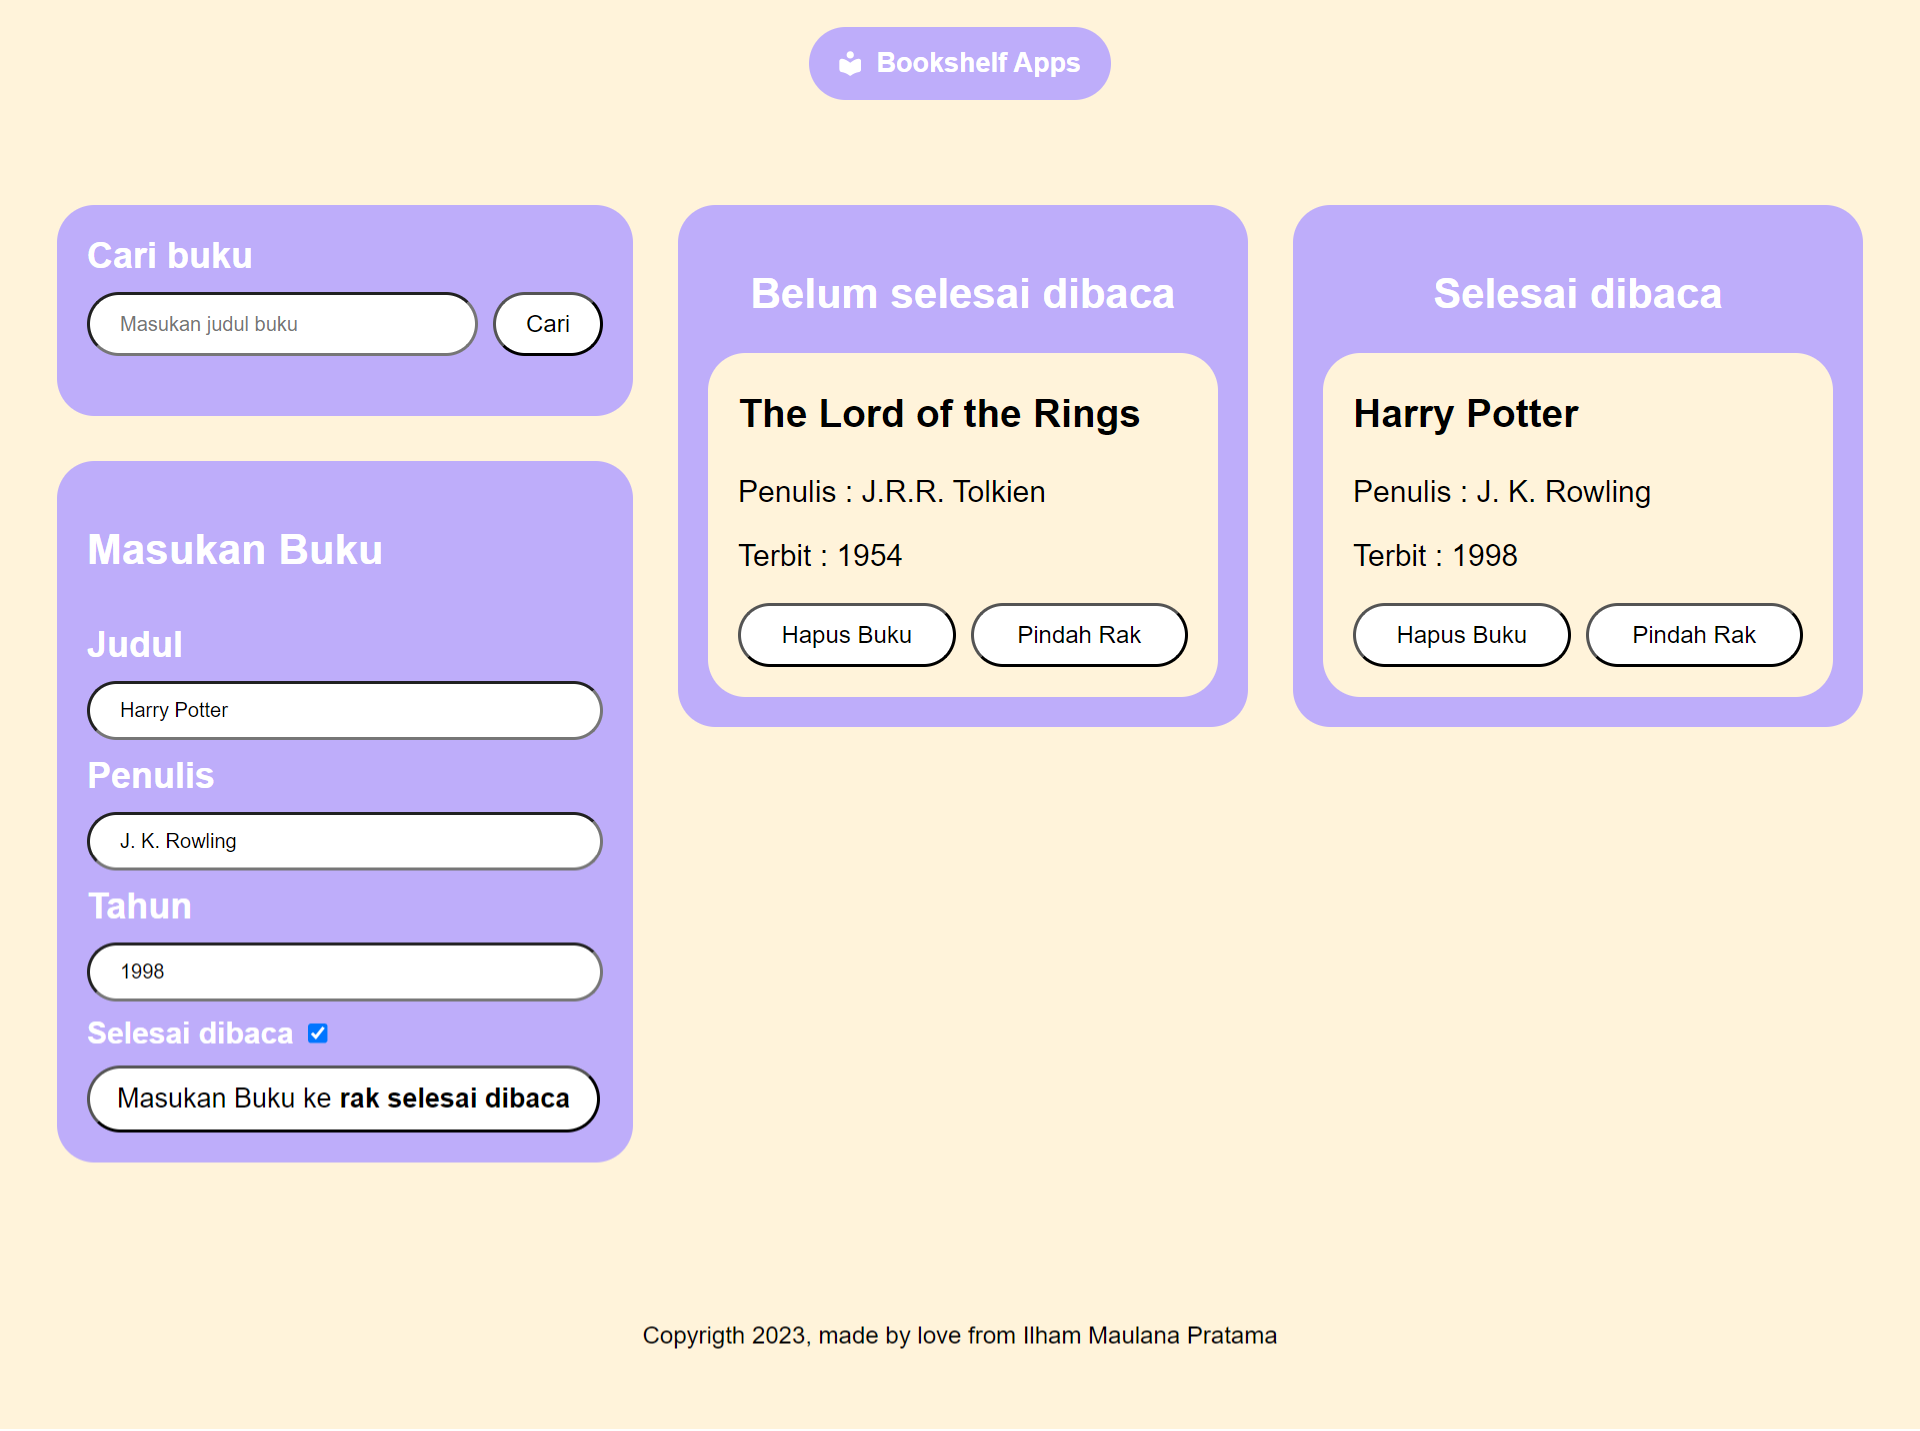 Bookshelf Apps
Cari buku
Masukan judul buku
Cari
Masukan Buku
Judul
Harry Potter
Penulis
J. K. Rowling
Tahun
1998
Selesai dibaca
Masukan Buku ke rak selesai dibaca
Belum selesai dibaca
The Lord of the Rings
Penulis : J.R.R. Tolkien
Terbit : 1954
Hapus Buku
Pindah Rak
Selesai dibaca
Harry Potter
Penulis : J. K. Rowling
Terbit : 1998
Hapus Buku
Pindah Rak
Copyrigth 2023, made by love from Ilham Maulana Pratama